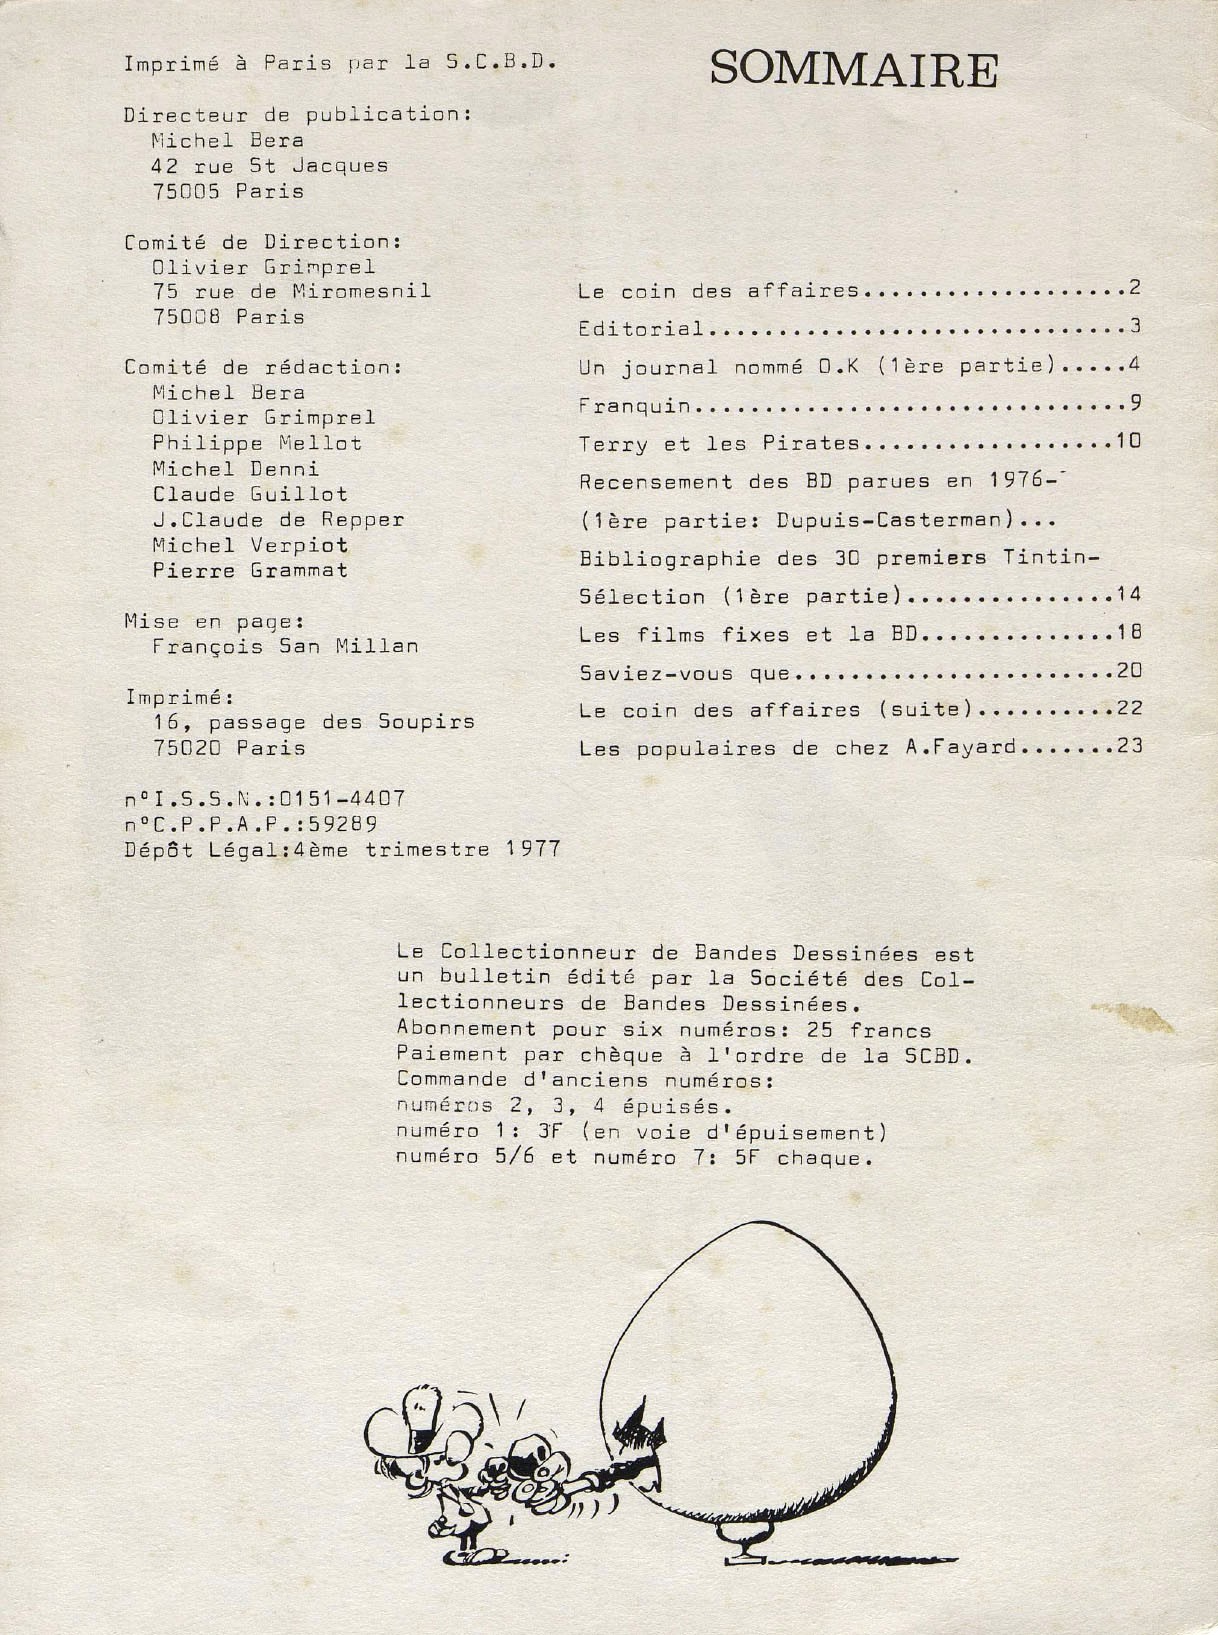 Imprimé à Paris par la S.C.B.D.
Directeur de publication:
Michel Bera
42 rue St Jacques
75005 Paris
Comité de Direction:
Olivier Grimprel
75 rue de Miromesnil
75008 Paris
Comité de rédaction:
Michel Bera
Olivier Grimprel
Philippe Mellot
Michel Denni
Claude Guillot
J.Claude de Repper
Michel Verpiot
Pierre Grammat
Mise en page:
François San Millan
Imprimé:
16, passage des Soupirs
75020 Paris
n°I.S.S.N.:0151-4407
n°C.P.P.A.P.:59289
Dépôt Légal:4ème trimestre 1977
SOMMAIRE
Le coin des affaires...................2
Editorial..............................3
Un journal nommé O.K (1ère partie).....4
Franquin...............................9
Terry et les Pirates..................10
Recensement des BD parues en 1976-
(1ère partie: Dupuis-Casterman)...
Bibliographie des 30 premiers Tintin-
Sélection (1ère partie)...............14
Les films fixes et la BD..............18
Saviez-vous que.......................20
Le coin des affaires (suite)..........22
Les populaires de chez A.Fayard.......23
Le Collectionneur de Bandes Dessinées est
un bulletin édité par la Société des Col-
lectionneurs de Bandes Dessinées.
Abonnement pour six numéros: 25 francs
Paiement par chèque à l'ordre de la SCBD.
Commande d'anciens numéros:
numéros 2, 3, 4 épuisés.
numéro 1: 3F (en voie d'épuisement)
numéro 5/6 et numéro 7: 5F chaque.